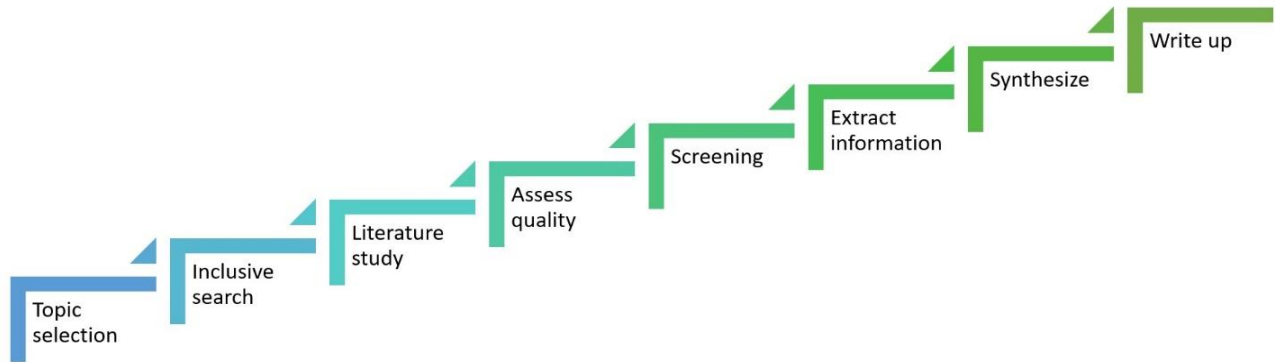 Topic
selection
Inclusive
search
Literature
study
Assess
quality
Screening
Extract
information
Synthesize
Write up